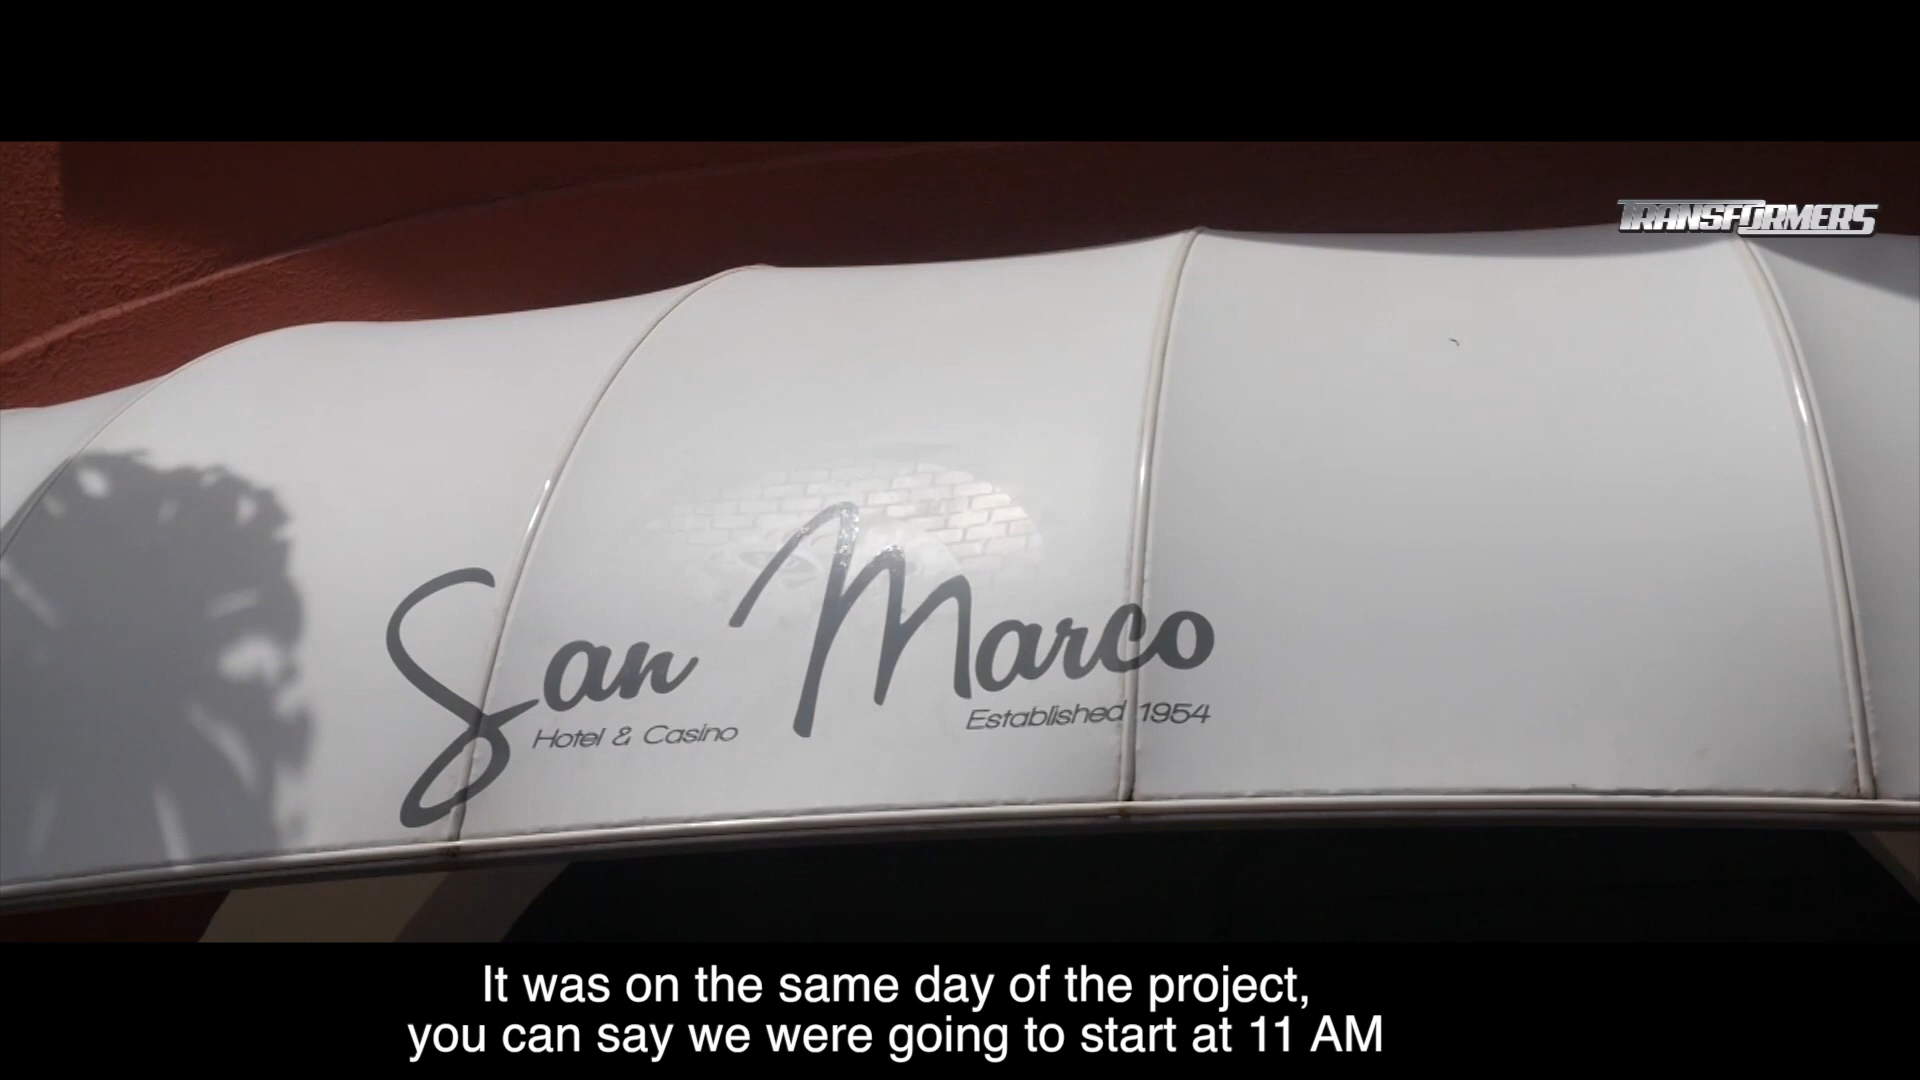 TRANSFORMERS
San Marco
Hotel & Casino
Established 1954
It was on the same day of the project,
you can say we were going to start at 11 AM